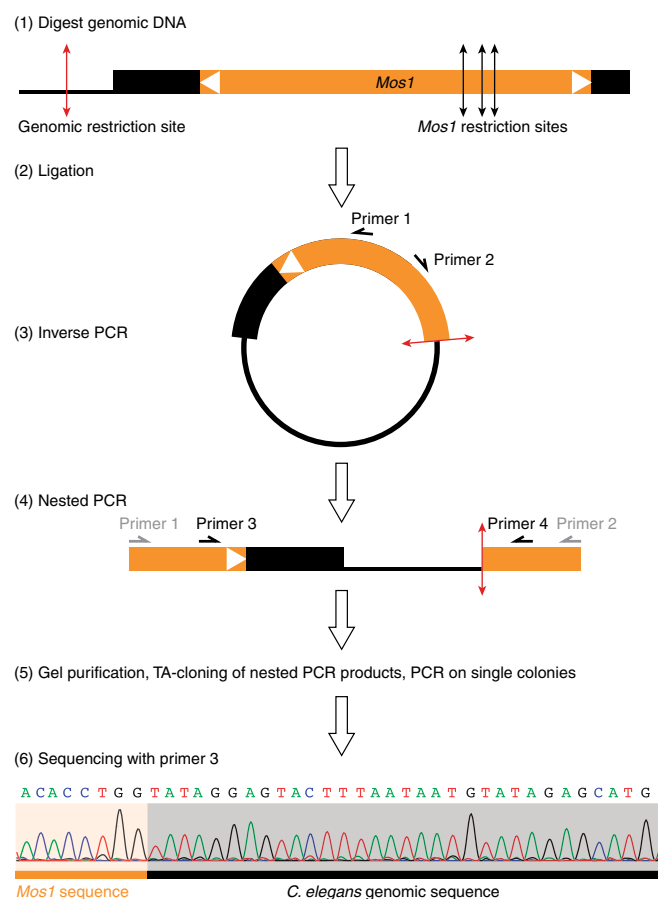 (1) Digest genomic DNA
Mos1
Genomic restriction site
Mos1 restriction sites
(2) Ligation
Primer 1
Primer 2
(3) Inverse PCR
(4) Nested PCR
Primer 1
Primer 3
Primer 4
Primer 2
(5) Gel purification, TA-cloning of nested PCR products, PCR on single colonies
(6) Sequencing with primer 3
A C A C C T G G T A T A G G A G T A C T T T A A T A A T G T A T A G A G C A T G
Mos1 sequence
C. elegans genomic sequence